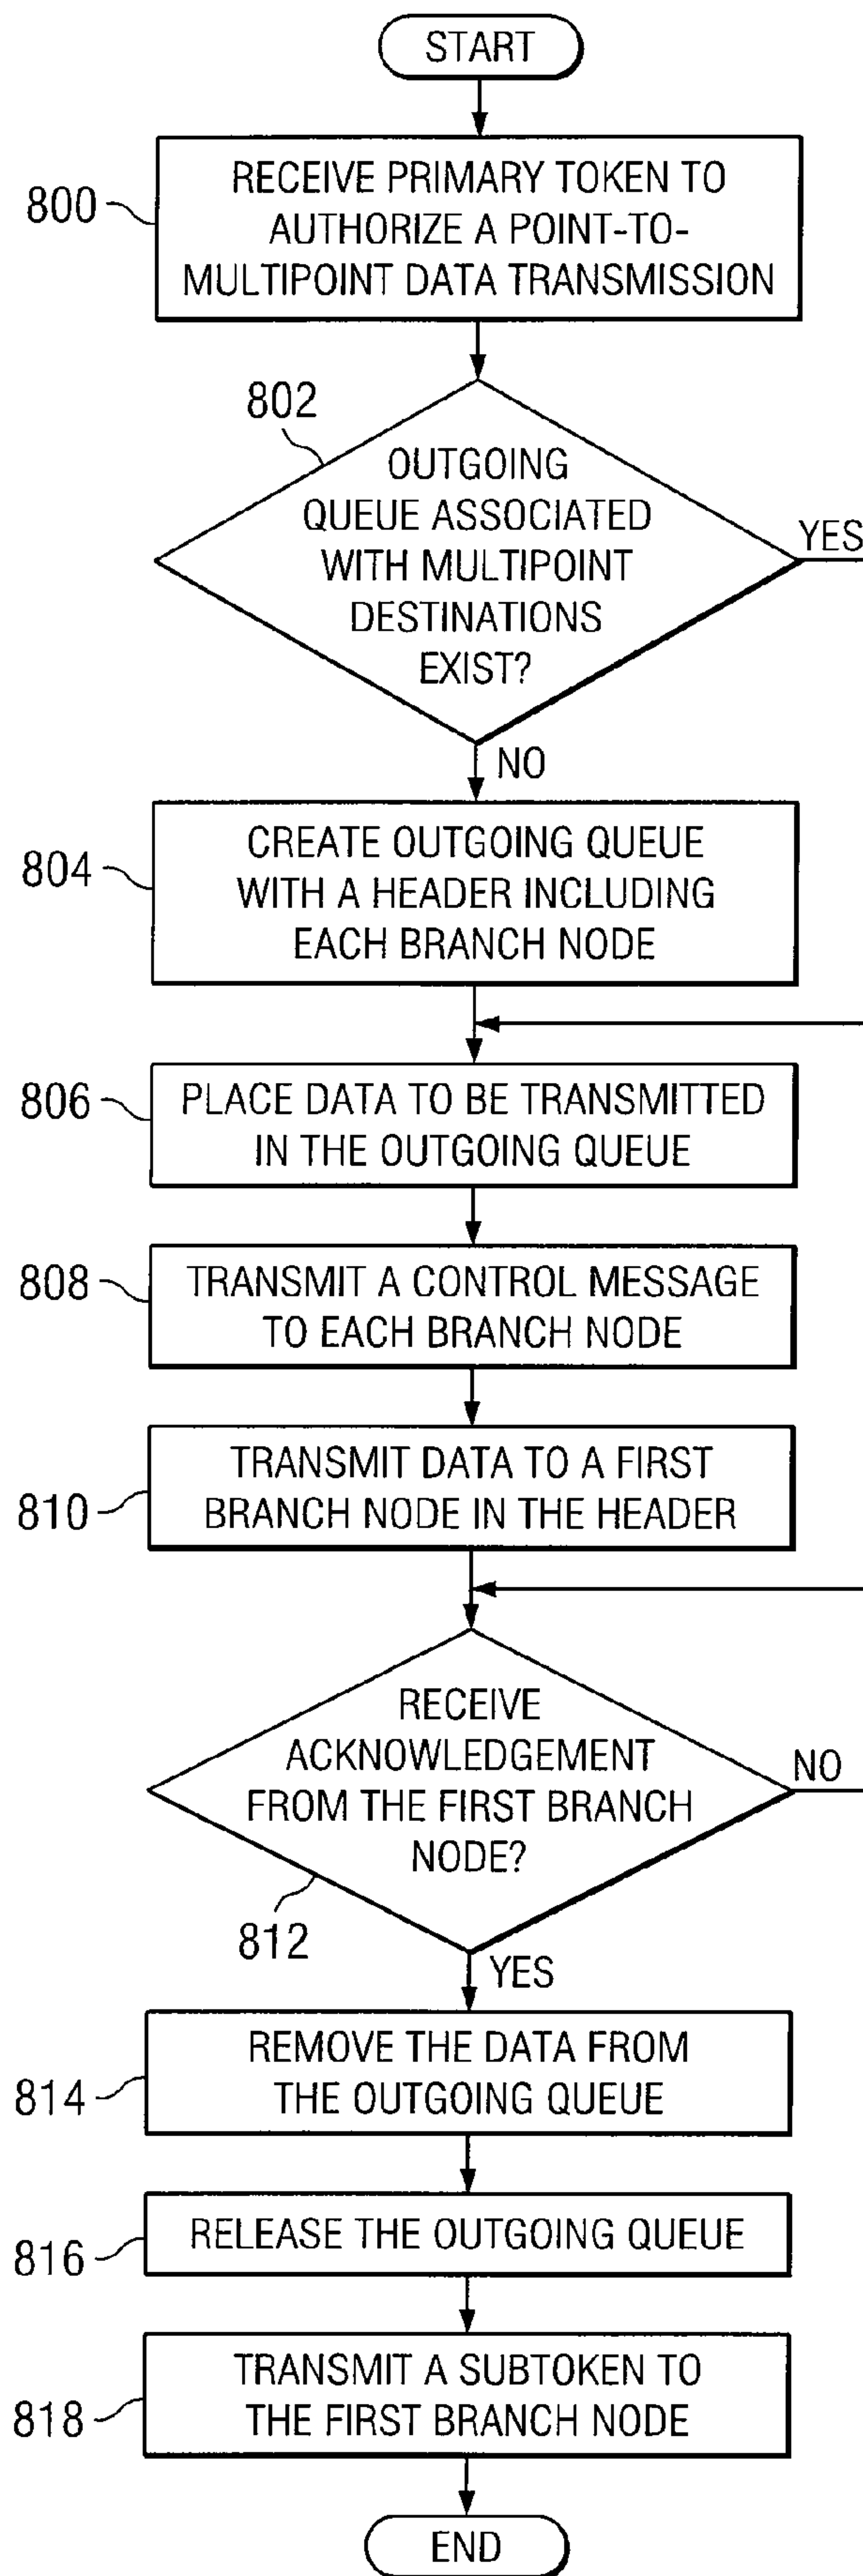 START
800
RECEIVE PRIMARY TOKEN TO
AUTHORIZE A POINT-TO-
MULTIPOINT DATA TRANSMISSION
802
OUTGOING
QUEUE ASSOCIATED
WITH MULTIPOINT
DESTINATIONS
EXIST?
YES
NO
804
CREATE OUTGOING QUEUE
WITH A HEADER INCLUDING
EACH BRANCH NODE
806
PLACE DATA TO BE TRANSMITTED
IN THE OUTGOING QUEUE
808
TRANSMIT A CONTROL MESSAGE
TO EACH BRANCH NODE
810
TRANSMIT DATA TO A FIRST
BRANCH NODE IN THE HEADER
RECEIVE
ACKNOWLEDGEMENT
FROM THE FIRST BRANCH
NODE?
NO
812
YES
814
REMOVE THE DATA FROM
THE OUTGOING QUEUE
816
RELEASE THE OUTGOING QUEUE
818
TRANSMIT A SUBTOKEN TO
THE FIRST BRANCH NODE
END